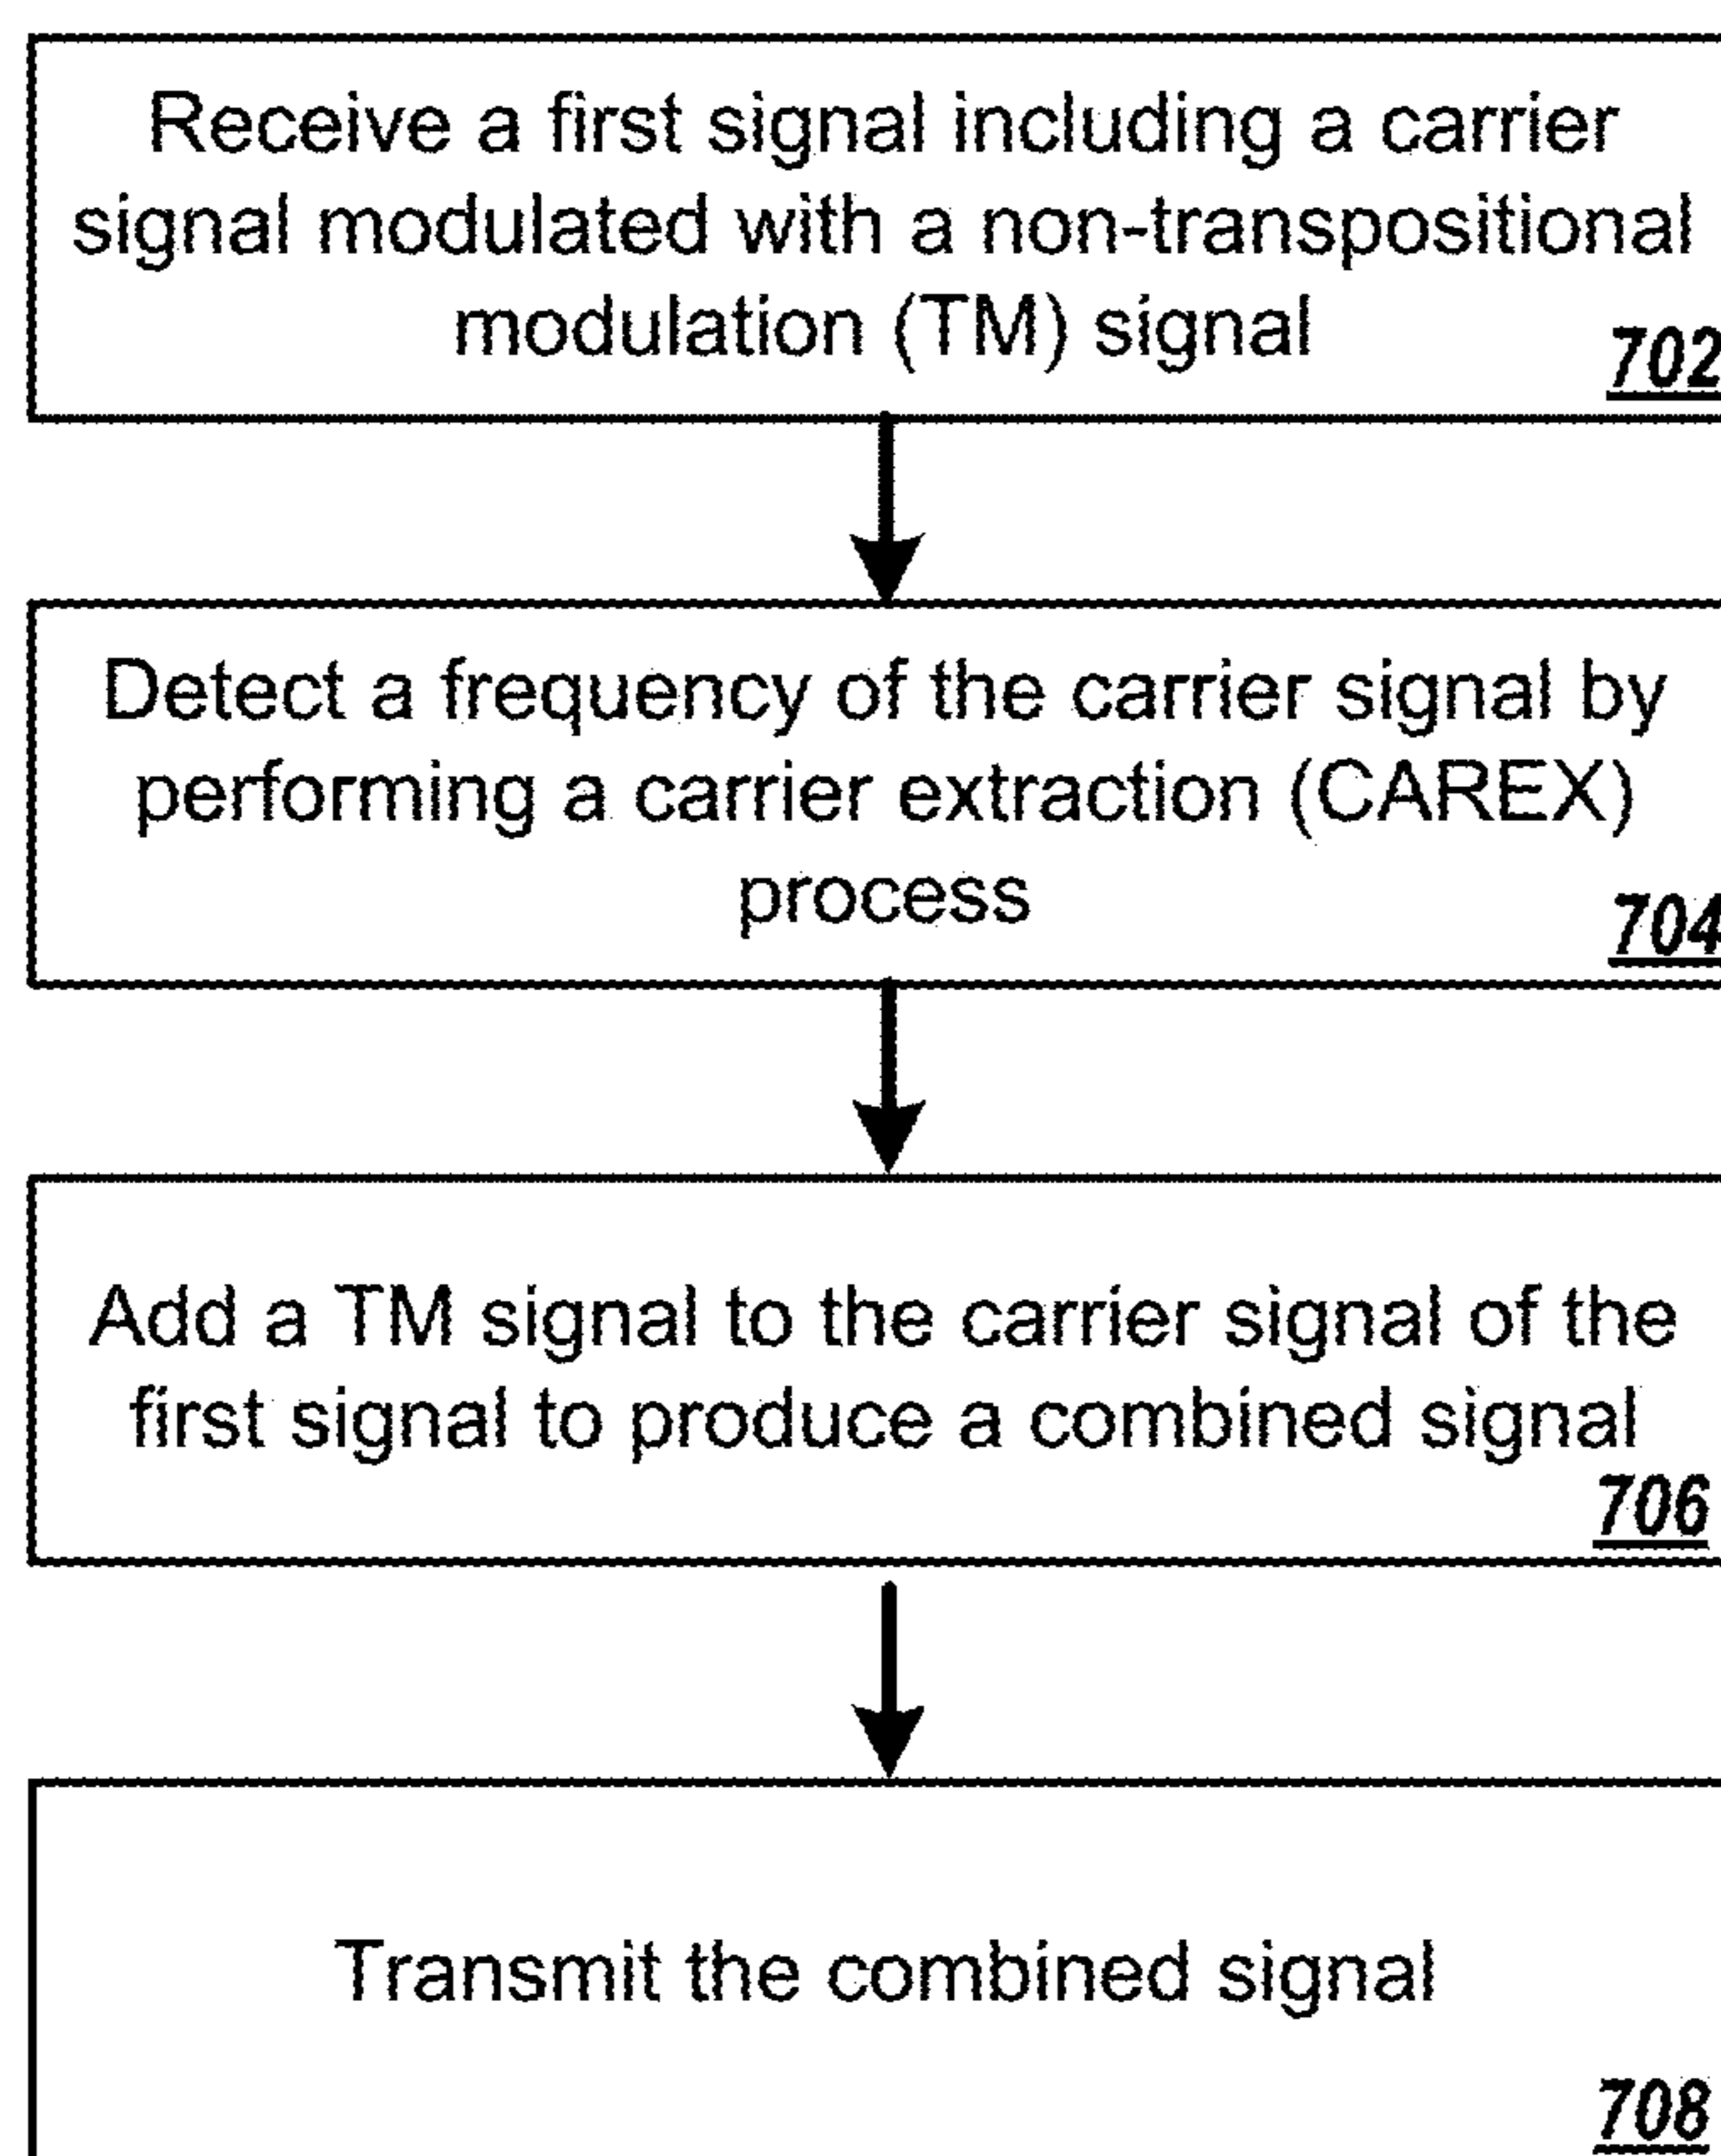 Receive a first signal including a carrier
signal modulated with a non-transpositional
modulation (TM) signal
702
Detect a frequency of the carrier signal by
performing a carrier extraction (CAREX)
process
704
Add a TM signal to the carrier signal of the
first signal to produce a combined signal
706
Transmit the combined signal
708